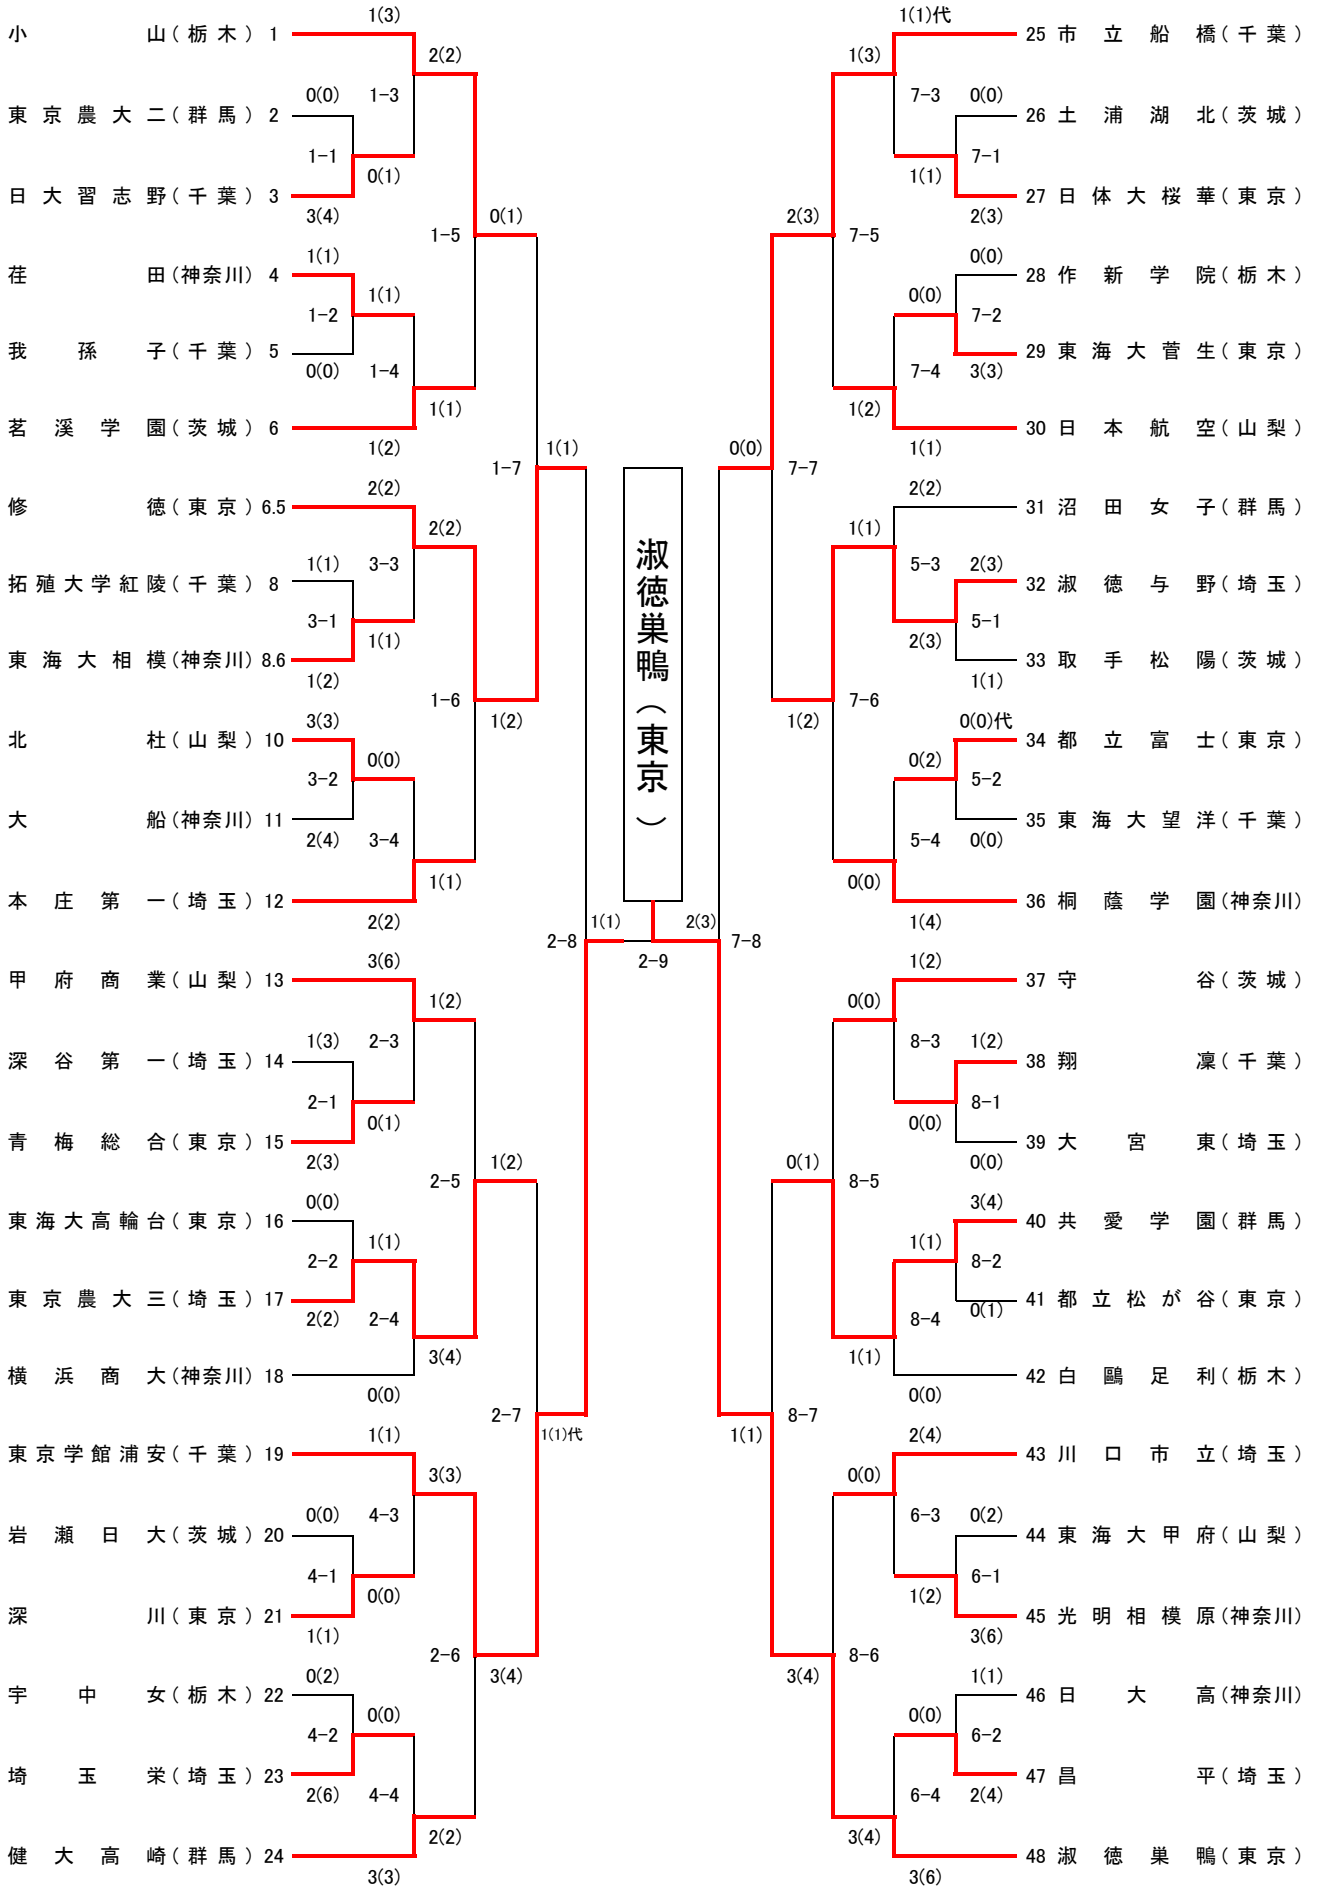 1(3)
小山(栃木) 1
2(2)
0(0) 1-3
東京農大二(群馬) 2
1-1
0(1)
日大習志野(千葉) 3
3(4)
0(1)
1-5
1(1)
荏田(神奈川) 4
1(1)
1-2
我孫子(千葉) 5
0(0) 1-4
1(1)
茗溪学園(茨城) 6
1(2)
1(1)
1-7
2(2)
修徳(東京) 6.5
2(2)
1(1) 3-3
拓殖大学紅陵(千葉) 8
3-1
1(1)
東海大相模(神奈川) 8.6
1(2)
1-6
1(2)
3(3)
北杜(山梨) 10
0(0)
3-2
大船(神奈川) 11
2(4) 3-4
1(1)
本庄第一(埼玉) 12
2(2)
1(1)
2-8
3(6)
甲府商業(山梨) 13
1(2)
1(3) 2-3
深谷第一(埼玉) 14
2-1
0(1)
青梅総合(東京) 15
2(3)
1(2)
2-5
0(0)
東海大高輪台(東京) 16
1(1)
2-2
東京農大三(埼玉) 17
2(2) 2-4
3(4)
横浜商大(神奈川) 18
0(0)
2-7
1(1)代
1(1)
東京学館浦安(千葉) 19
3(3)
0(0) 4-3
岩瀬日大(茨城) 20
4-1
0(0)
深川(東京) 21
1(1)
2-6
3(4)
0(2)
宇中女(栃木) 22
0(0)
4-2
埼玉栄(埼玉) 23
2(6) 4-4
2(2)
健大高崎(群馬) 24
3(3)
淑徳巣鴨(東京)
2(3)
2-9
1(1)代
25 市立船橋(千葉)
1(3)
7-3 0(0)
26 土浦湖北(茨城)
7-1
1(1)
27 日体大桜華(東京)
2(3)
2(3)
7-5
0(0)
28 作新学院(栃木)
0(0)
7-2
29 東海大菅生(東京)
7-4 3(3)
1(2)
30 日本航空(山梨)
1(1)
0(0)
7-7
2(2)
31 沼田女子(群馬)
1(1)
5-3 2(3)
32 淑徳与野(埼玉)
5-1
2(3)
33 取手松陽(茨城)
1(1)
7-6
1(2)
0(0)代
34 都立富士(東京)
0(2)
5-2
35 東海大望洋(千葉)
5-4 0(0)
0(0)
36 桐蔭学園(神奈川)
1(4)
7-8
1(2)
37 守谷(茨城)
0(0)
8-3 1(2)
38 翔凜(千葉)
8-1
0(0)
39 大宮東(埼玉)
0(0)
0(1)
8-5
3(4)
40 共愛学園(群馬)
1(1)
8-2
41 都立松が谷(東京)
8-4 0(1)
1(1)
42 白鷗足利(栃木)
0(0)
8-7
1(1)
2(4)
43 川口市立(埼玉)
0(0)
6-3 0(2)
44 東海大甲府(山梨)
6-1
1(2)
45 光明相模原(神奈川)
3(6)
8-6
3(4)
1(1)
46 日大高(神奈川)
0(0)
6-2
47 昌平(埼玉)
6-4 2(4)
3(4)
48 淑徳巣鴨(東京)
3(6)